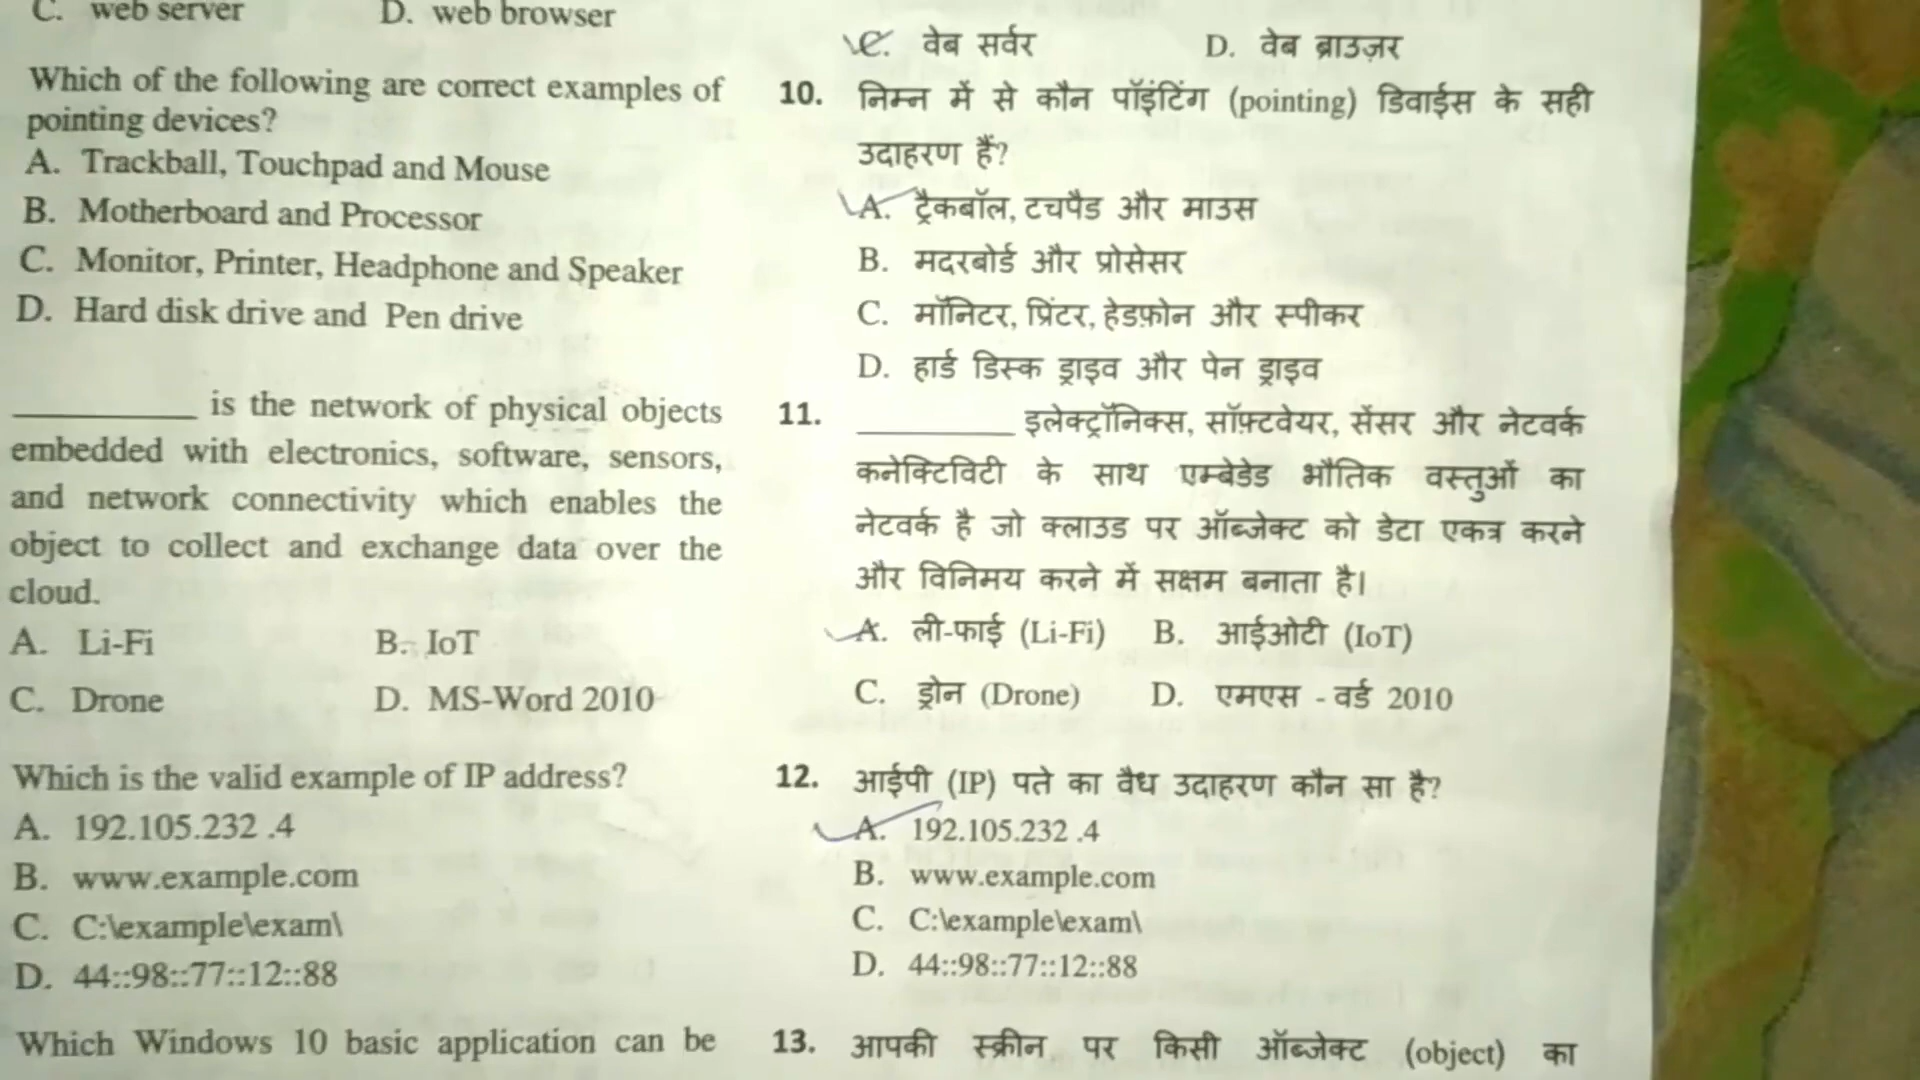 C. web server D. web browser
Which of the following are correct examples of
pointing devices?
A. Trackball, Touchpad and Mouse
B. Motherboard and Processor
C. Monitor, Printer, Headphone and Speaker
D. Hard disk drive and Pen drive
__________ is the network of physical objects
embedded with electronics, software, sensors,
and network connectivity which enables the
object to collect and exchange data over the
cloud.
A. Li-Fi B. IoT
C. Drone D. MS-Word 2010
Which is the valid example of IP address?
A. 192.105.232 .4
B. www.example.com
C. C:\example\exam\
D. 44::98::77::12::88
Which Windows 10 basic application can be
C. वेब सर्वर D. वेब ब्राउज़र
10. निम्न में से कौन पॉइंटिंग (pointing) डिवाईस के सही
उदाहरण हैं?
A. ट्रैकबॉल, टचपैड और माउस
B. मदरबोर्ड और प्रोसेसर
C. मॉनिटर, प्रिंटर, हेडफ़ोन और स्पीकर
D. हार्ड डिस्क ड्राइव और पेन ड्राइव
11. __________ इलेक्ट्रॉनिक्स, सॉफ़्टवेयर, सेंसर और नेटवर्क
कनेक्टिविटी के साथ एम्बेडेड भौतिक वस्तुओं का
नेटवर्क है जो क्लाउड पर ऑब्जेक्ट को डेटा एकत्र करने
और विनिमय करने में सक्षम बनाता है।
A. ली-फाई (Li-Fi) B. आईओटी (IoT)
C. ड्रोन (Drone) D. एमएस - वर्ड 2010
12. आईपी (IP) पते का वैध उदाहरण कौन सा है?
A. 192.105.232 .4
B. www.example.com
C. C:\example\exam\
D. 44::98::77::12::88
13. आपकी स्क्रीन पर किसी ऑब्जेक्ट (object) का